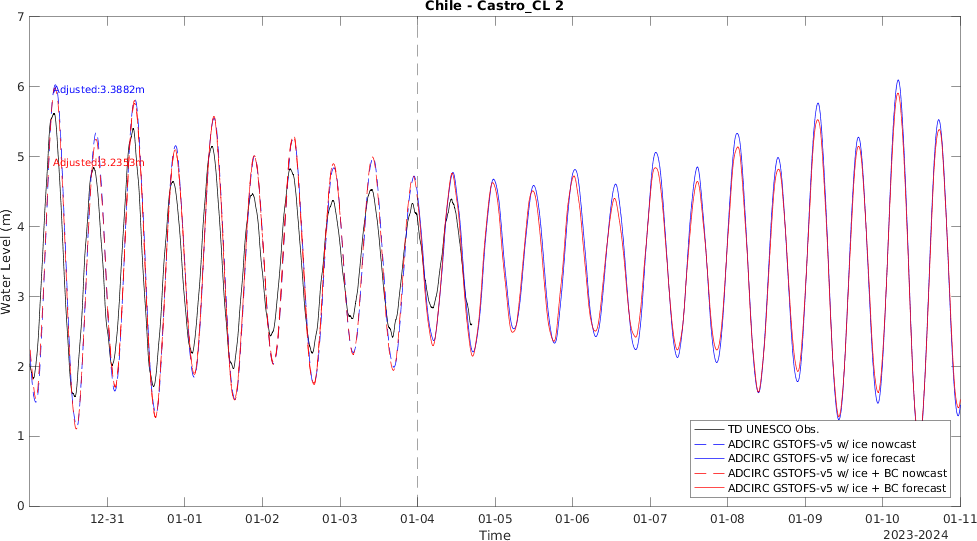 Chile - Castro_CL 2
7
6
5
4
3
2
1
0
Water Level (m)
Adjusted:3.3882m
Adjusted:3.2353m
TD UNESCO Obs.
ADCIRC GSTOFS-v5 w/ ice nowcast
ADCIRC GSTOFS-v5 w/ ice forecast
ADCIRC GSTOFS-v5 w/ ice + BC nowcast
ADCIRC GSTOFS-v5 w/ ice + BC forecast
12-31 01-01 01-02 01-03 01-04 01-05 01-06 01-07 01-08 01-09 01-10 01-11
Time
2023-2024